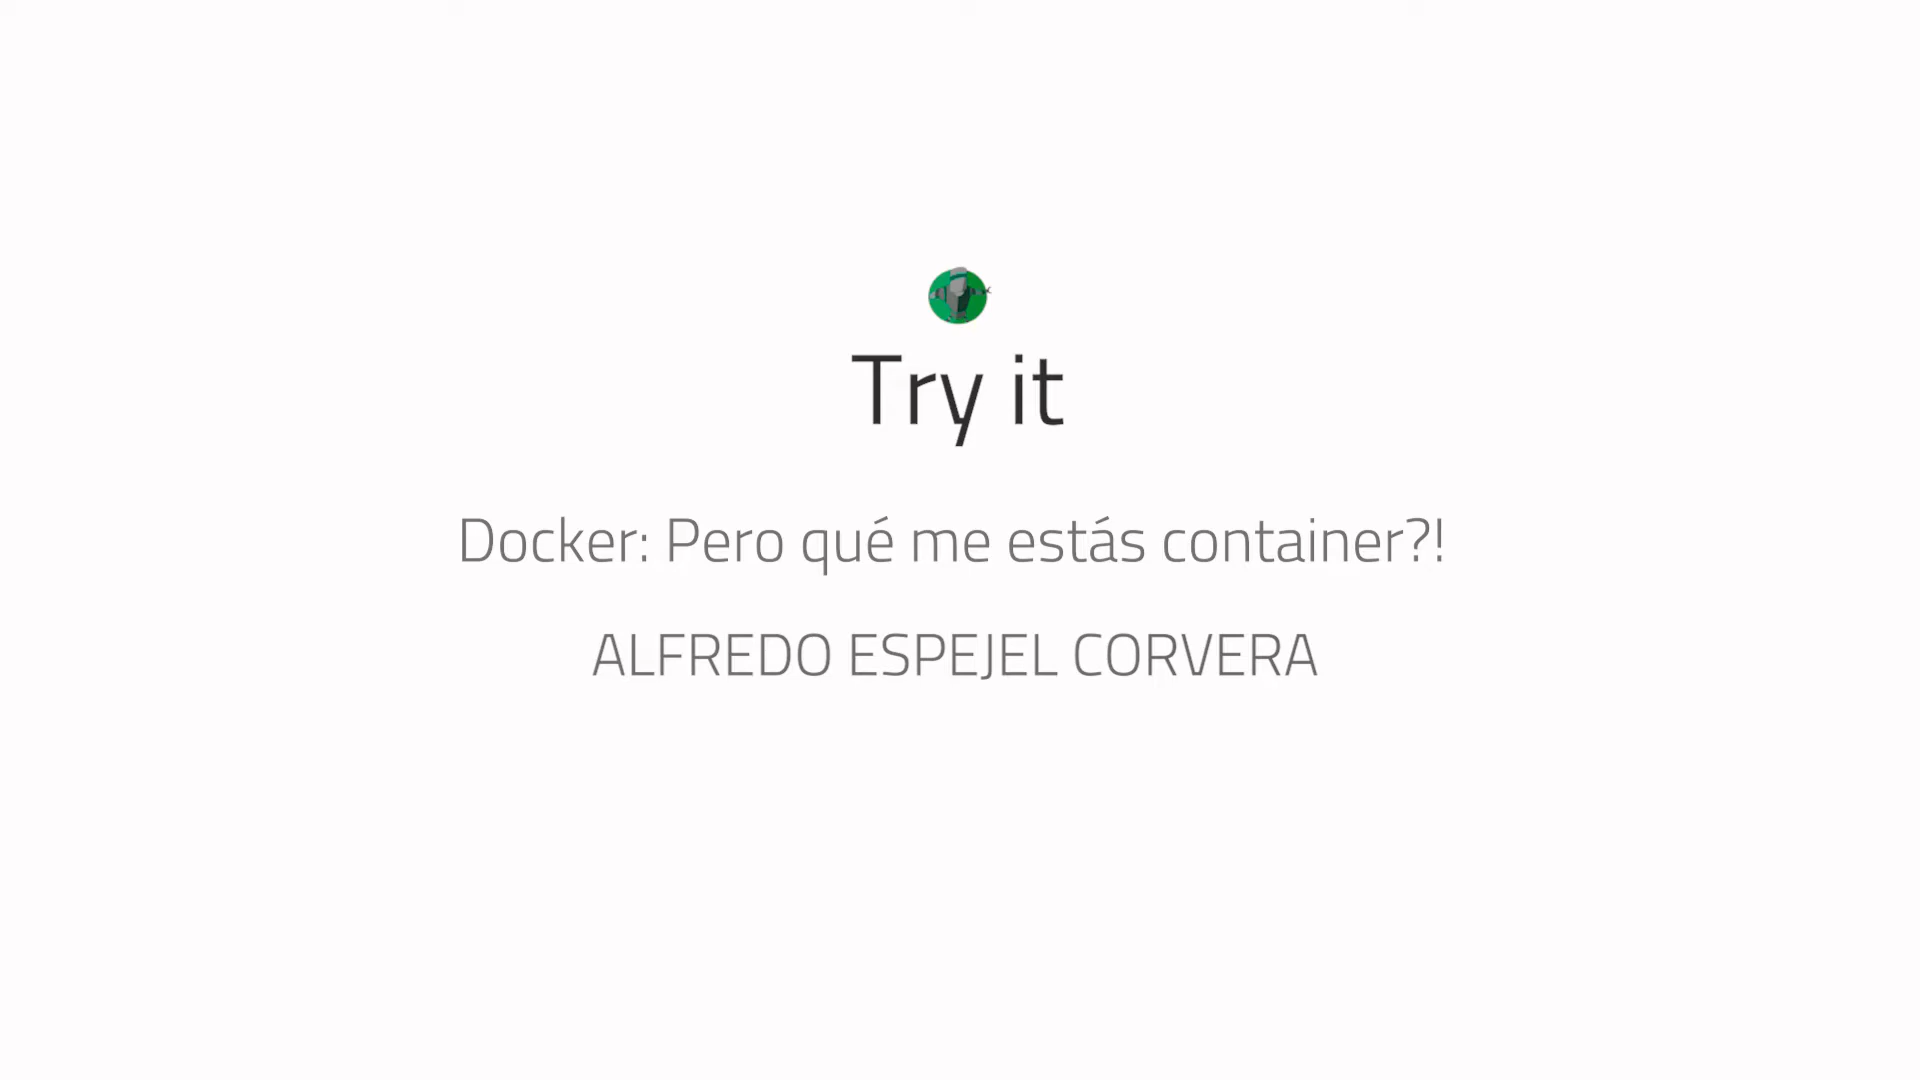 Try it
Docker: Pero qué me estás container?!
ALFREDO ESPEJEL CORVERA